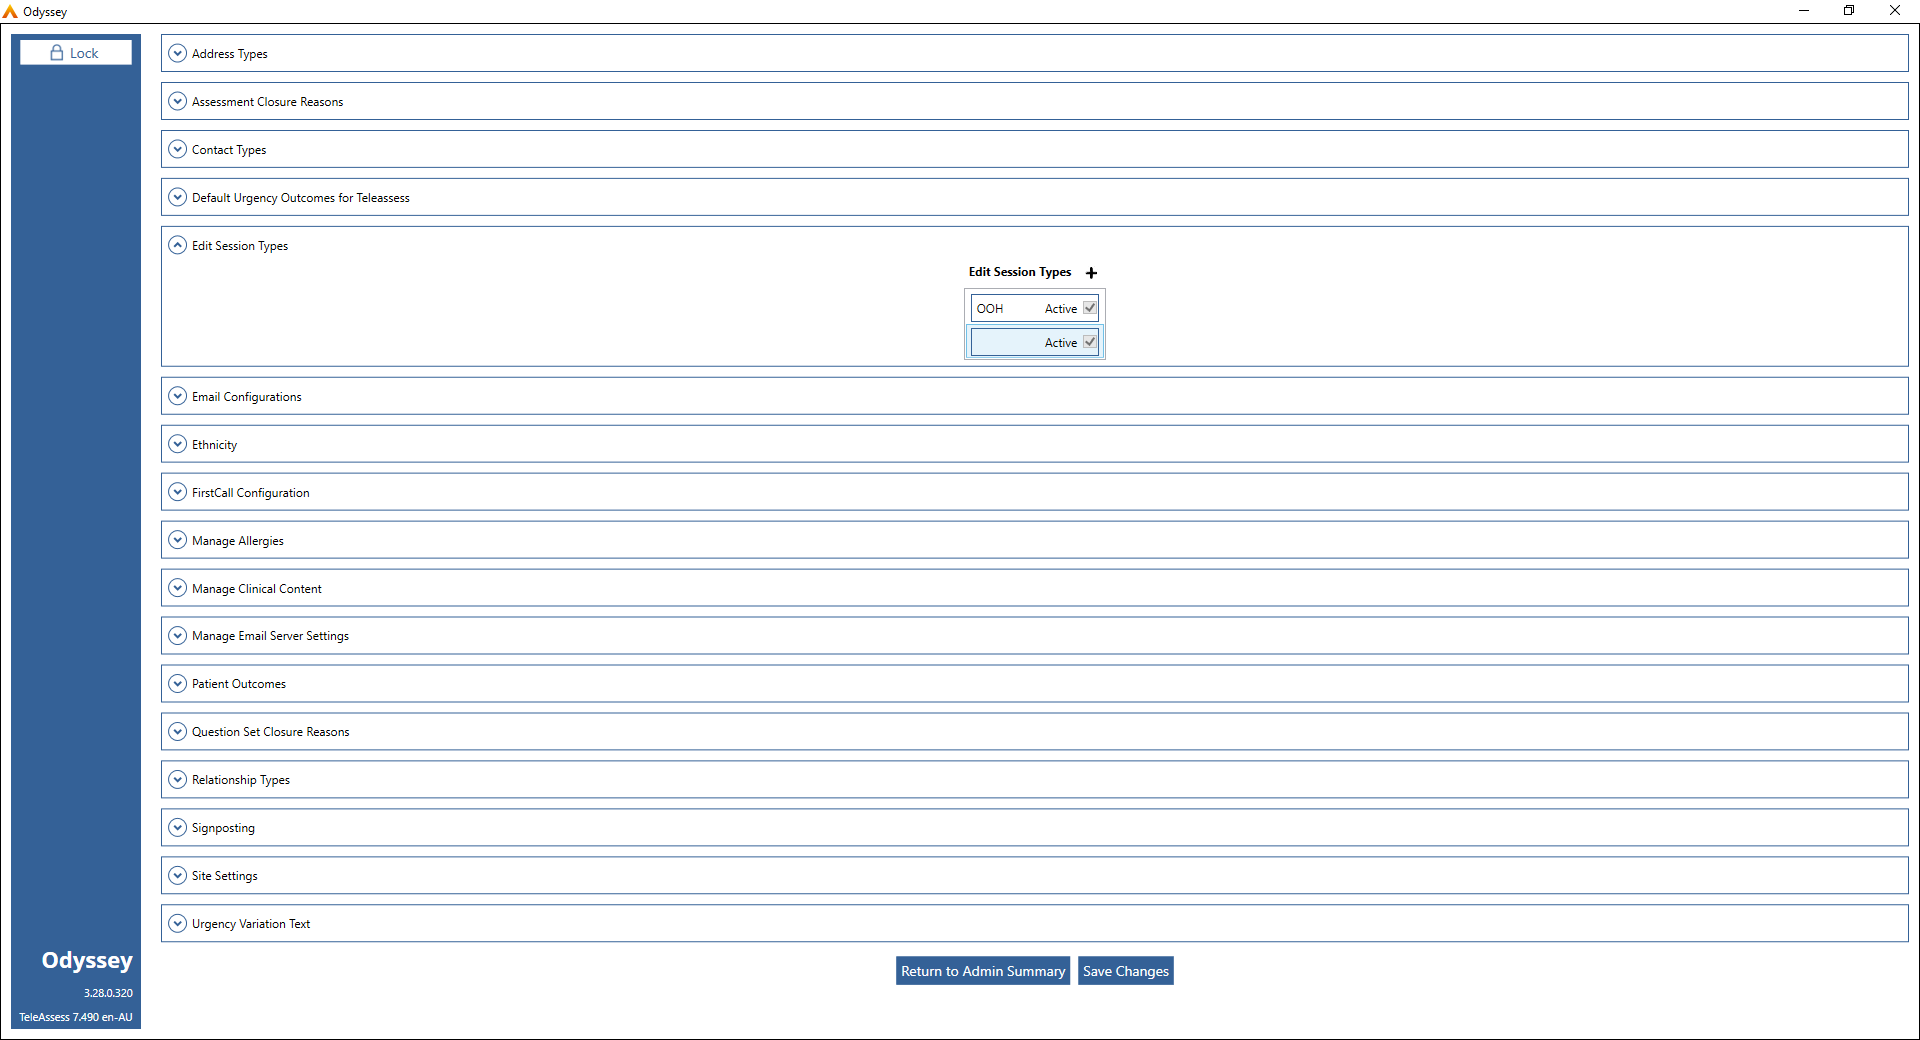 Odyssey
Lock
Address Types
Assessment Closure Reasons
Contact Types
Default Urgency Outcomes for Teleassess
Edit Session Types
Edit Session Types
OOH Active
Active
Email Configurations
Ethnicity
FirstCall Configuration
Manage Allergies
Manage Clinical Content
Manage Email Server Settings
Patient Outcomes
Question Set Closure Reasons
Relationship Types
Signposting
Site Settings
Urgency Variation Text
Return to Admin Summary Save Changes
Odyssey
3.28.0.320
TeleAssess 7.490 en-AU